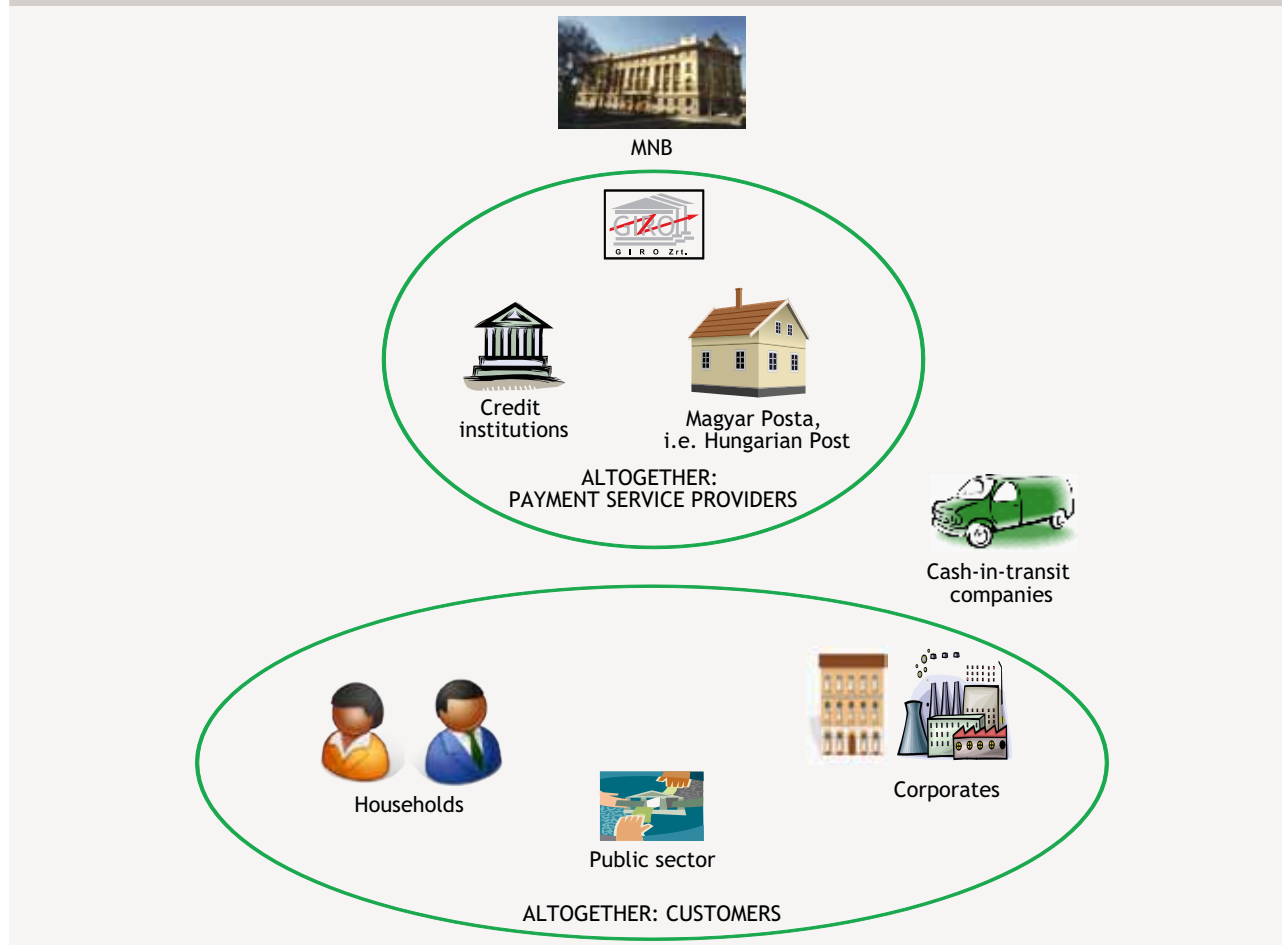 MNB
GIRO
GIRO Zrt.
Credit
institutions
Magyar Posta,
i.e. Hungarian Post
ALTOGETHER:
PAYMENT SERVICE PROVIDERS
Cash-in-transit
companies
Households
Corporates
Public sector
ALTOGETHER: CUSTOMERS